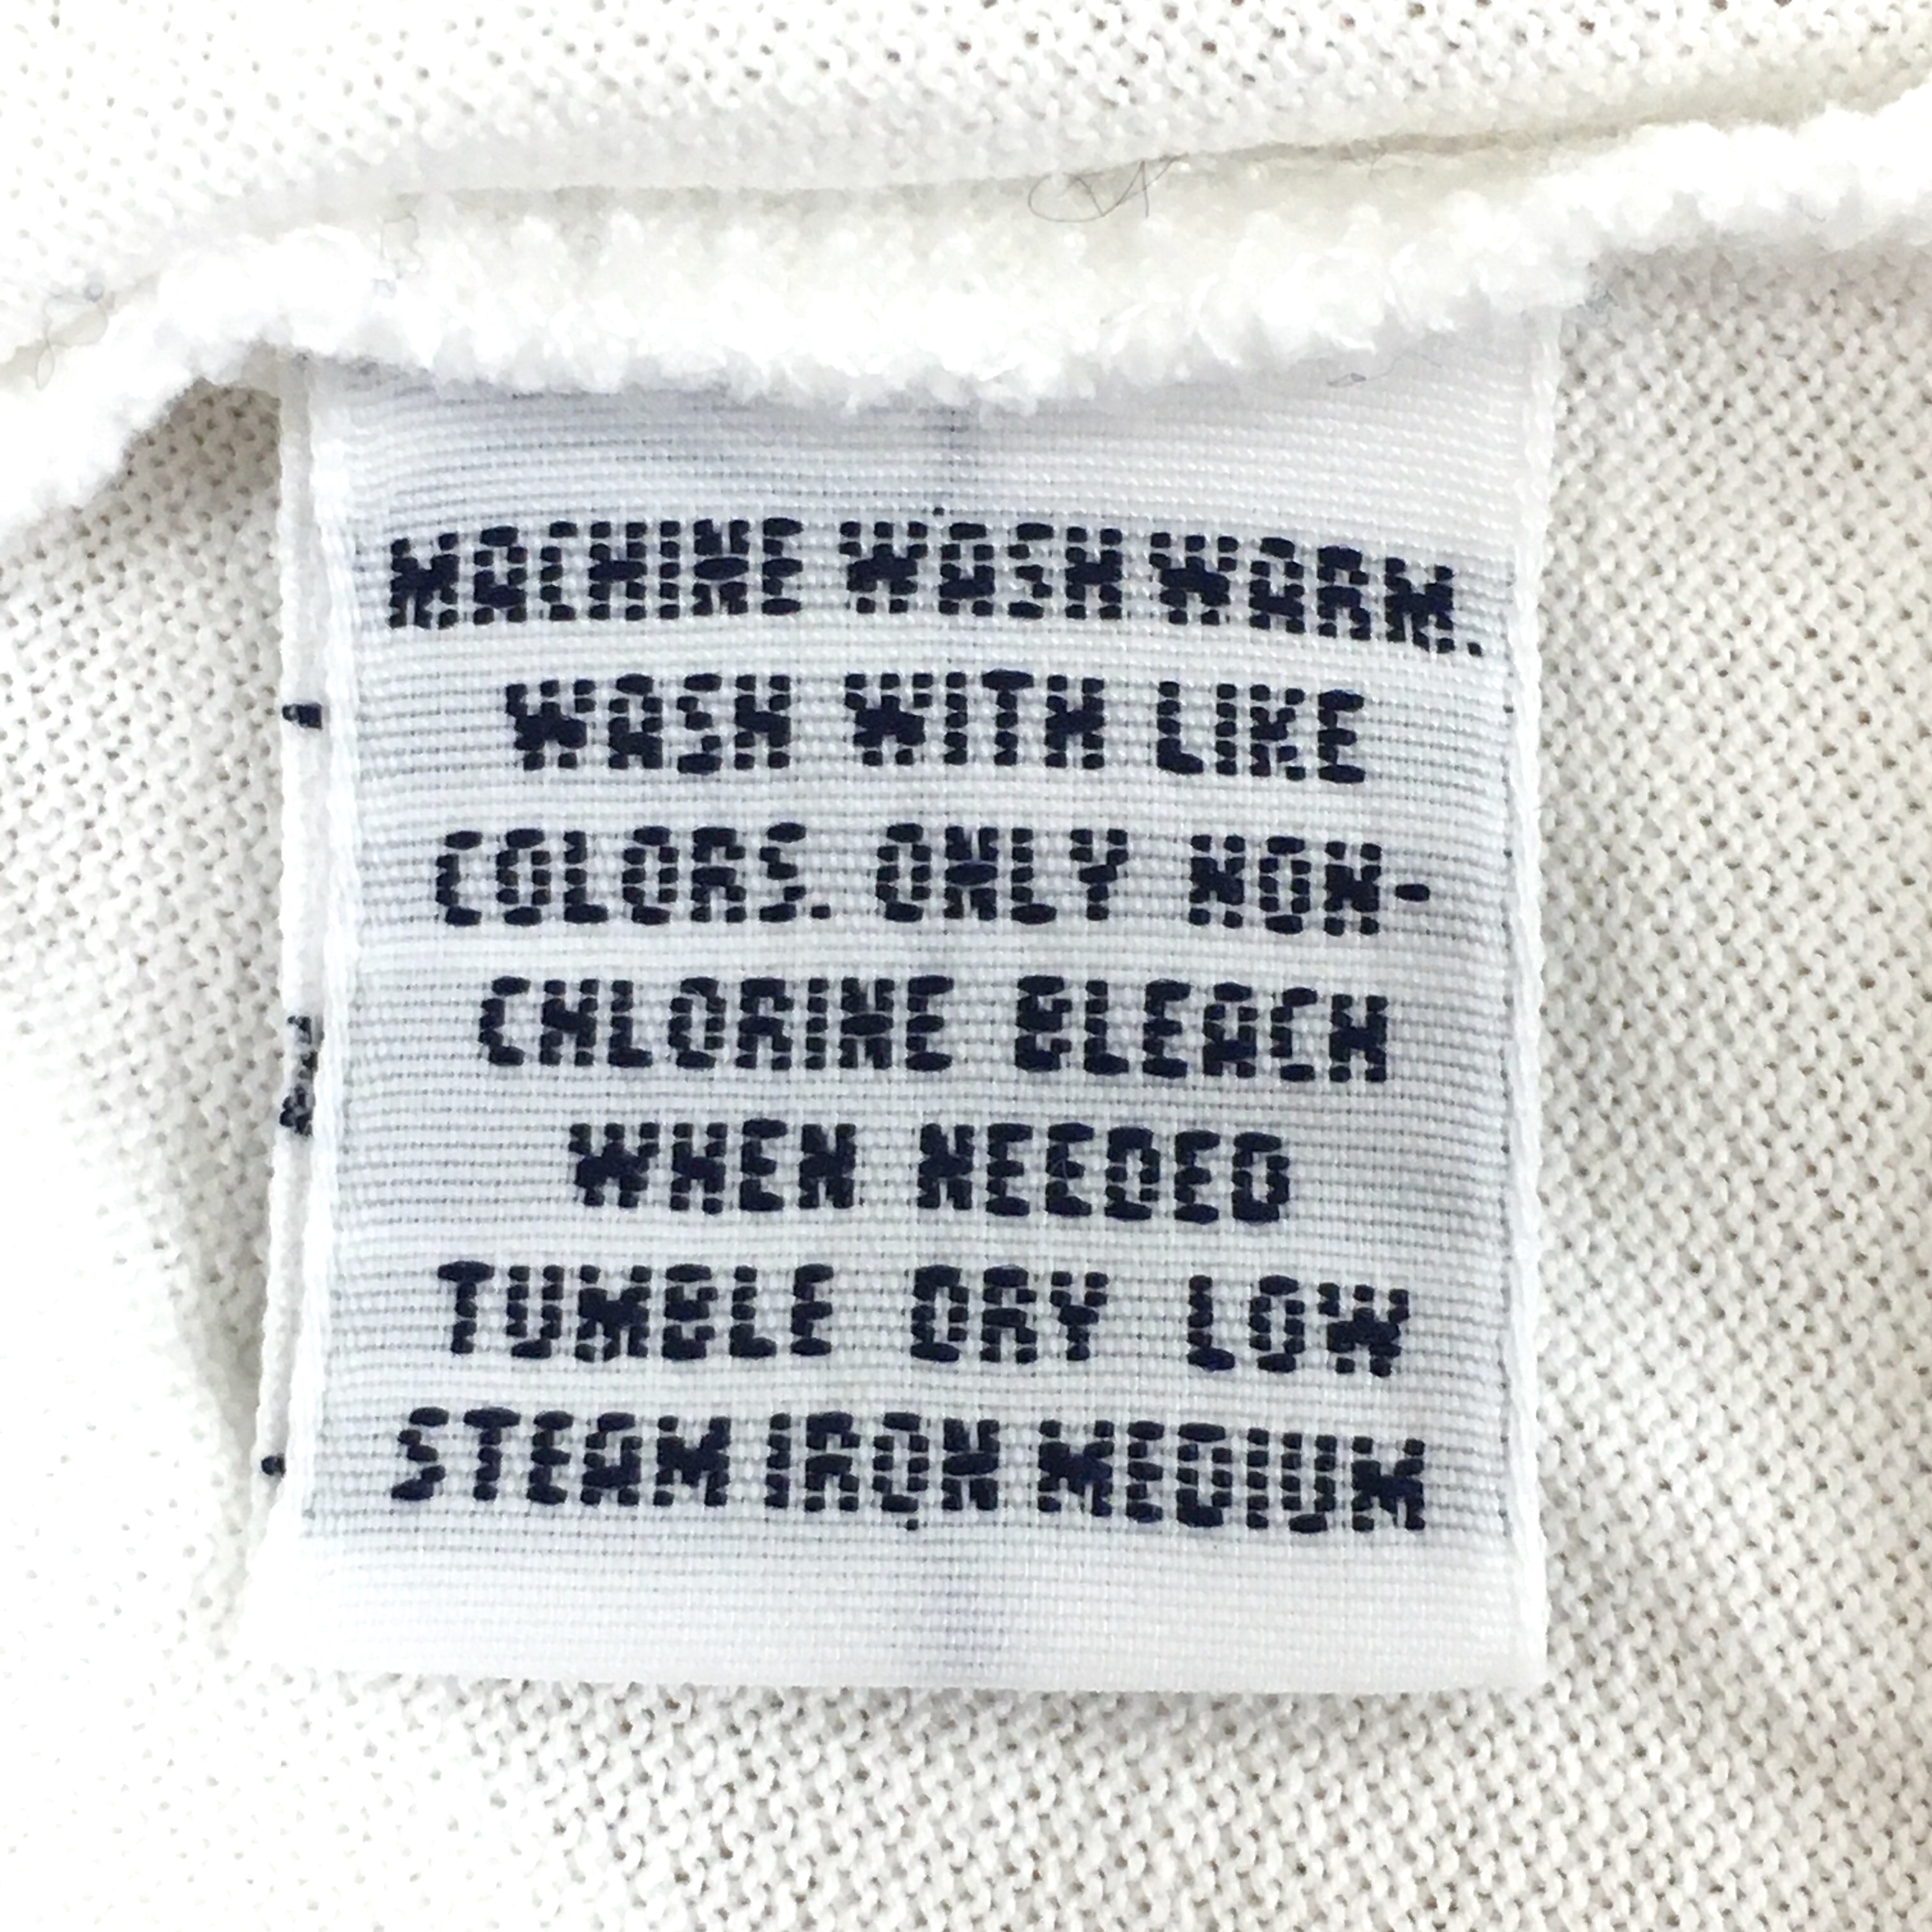 MACHINE WASH WARM.
WASH WITH LIKE
COLORS. ONLY NON-
CHLORINE BLEACH
WHEN NEEDED
TUMBLE DRY LOW
STEAM IRON MEDIUM